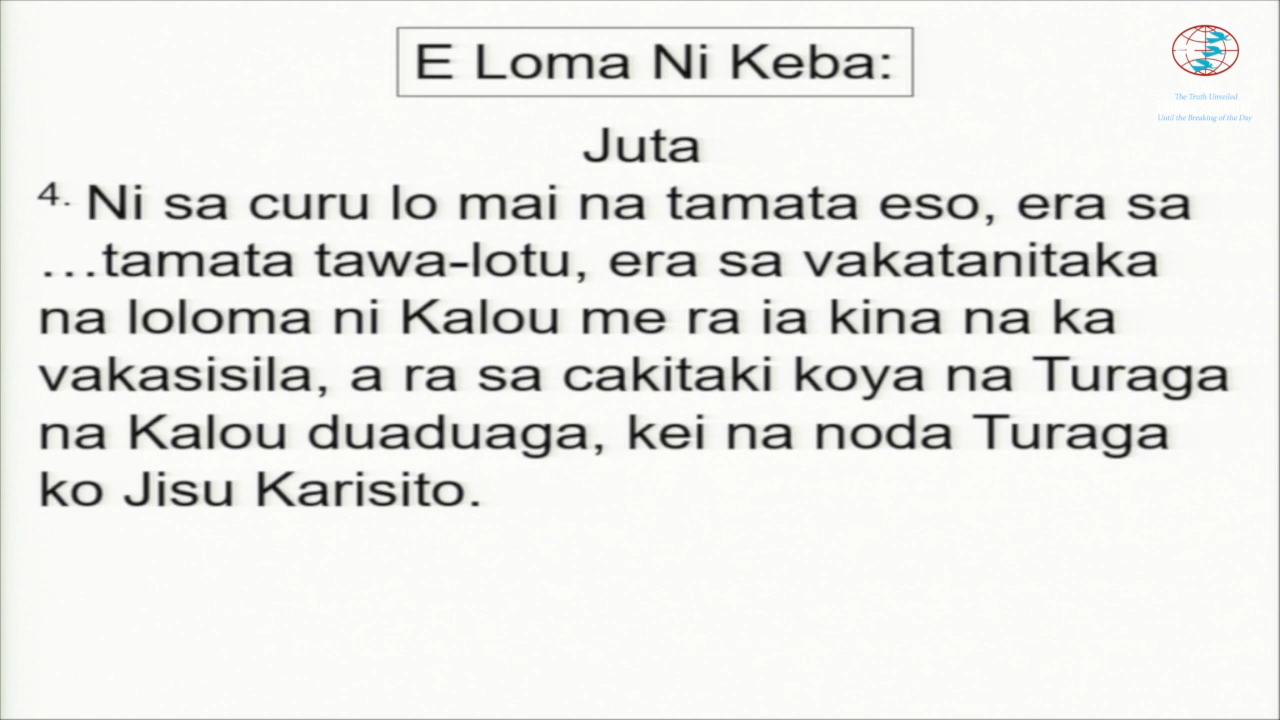 E Loma Ni Keba:
The Truth Unveiled
Until the Breaking of the Day
Juta
4. Ni sa curu lo mai na tamata eso, era sa
…tamata tawa-lotu, era sa vakatanitaka
na loloma ni Kalou me ra ia kina na ka
vakasisila, a ra sa cakitaki koya na Turaga
na Kalou duaduaga, kei na noda Turaga
ko Jisu Karisito.